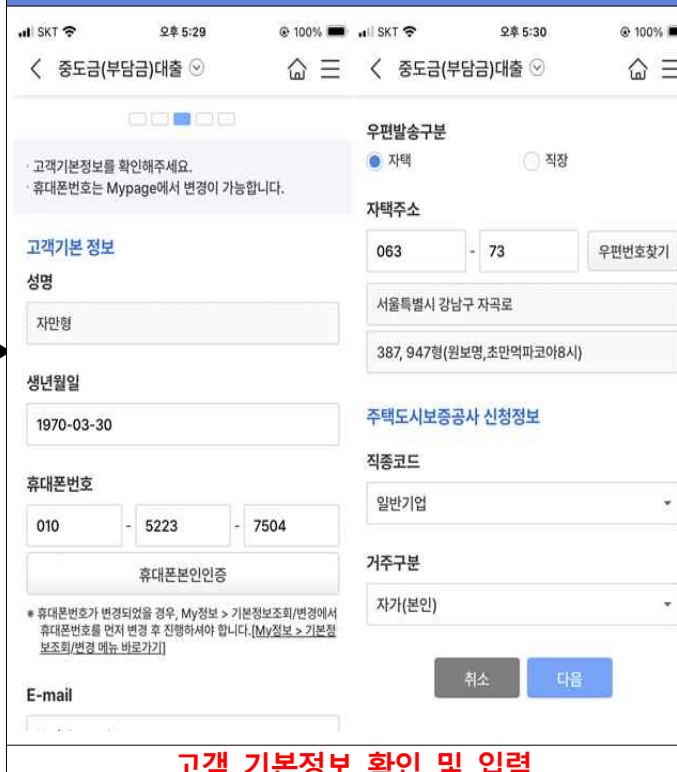 SKT 오후 5:29 100%
중도금(부담금)대출
· 고객기본정보를 확인해주세요.
· 휴대폰번호는 Mypage에서 변경이 가능합니다.
고객기본 정보
성명
자만형
생년월일
1970-03-30
휴대폰번호
010 - 5223 - 7504
휴대폰본인인증
※ 휴대폰번호가 변경되었을 경우, My정보 > 기본정보조회/변경에서
휴대폰번호를 먼저 변경 후 진행하셔야 합니다.[My정보 > 기본정
보조회/변경 메뉴 바로가기]
E-mail
SKT 오후 5:30 100%
중도금(부담금)대출
우편발송구분
자택 직장
자택주소
063 - 73 우편번호찾기
서울특별시 강남구 자곡로
387, 947형(원보명,초만먹파코아8시)
주택도시보증공사 신청정보
직종코드
일반기업
거주구분
자가(본인)
취소 다음
고객 기본정보 확인 및 입력